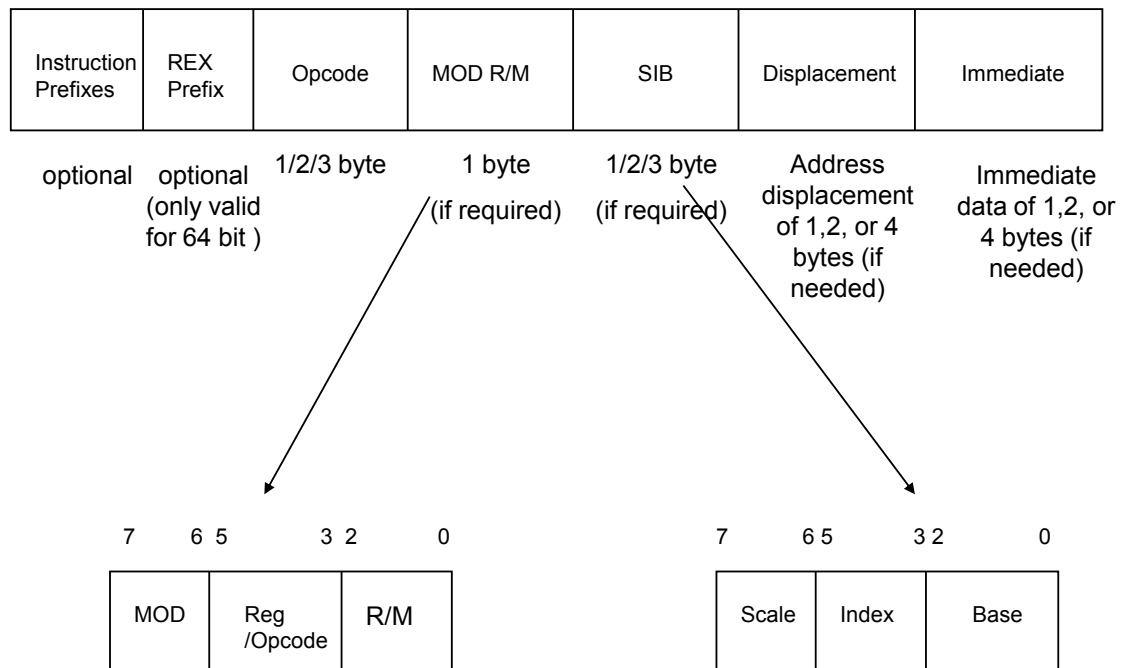 Instruction Prefixes
REX Prefix
Opcode
MOD R/M
SIB
Displacement
Immediate
optional
optional
(only valid
for 64 bit )
1/2/3 byte
1 byte
(if required)
1/2/3 byte
(if required)
Address
displacement
of 1,2, or 4
bytes (if
needed)
Immediate
data of 1,2, or
4 bytes (if
needed)
7 6 5 3 2 0
MOD
Reg
/Opcode
R/M
7 6 5 3 2 0
Scale
Index
Base